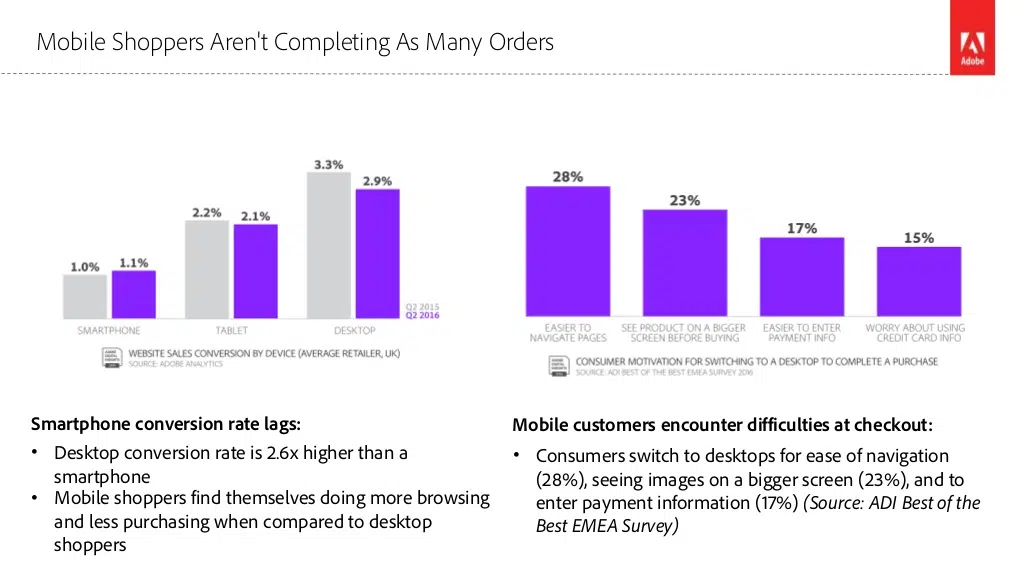 Mobile Shoppers Aren't Completing As Many Orders
Adobe
3.3%
2.9%
2.2%
2.1%
1.0%
1.1%
Q2 2015
Q2 2016
SMARTPHONE
TABLET
DESKTOP
WEBSITE SALES CONVERSION BY DEVICE (AVERAGE RETAILER, UK)
SOURCE: ADOBE ANALYTICS
28%
23%
17%
15%
EASIER TO
NAVIGATE PAGES
SEE PRODUCT ON A BIGGER
SCREEN BEFORE BUYING
EASIER TO ENTER
PAYMENT INFO
WORRY ABOUT USING
CREDIT CARD INFO
CONSUMER MOTIVATION FOR SWITCHING TO A DESKTOP TO COMPLETE A PURCHASE
SOURCE: ADI BEST OF THE BEST EMEA SURVEY 2016
Smartphone conversion rate lags:
• Desktop conversion rate is 2.6x higher than a
smartphone
• Mobile shoppers find themselves doing more browsing
and less purchasing when compared to desktop
shoppers
Mobile customers encounter difficulties at checkout:
• Consumers switch to desktops for ease of navigation
(28%), seeing images on a bigger screen (23%), and to
enter payment information (17%) (Source: ADI Best of the
Best EMEA Survey)